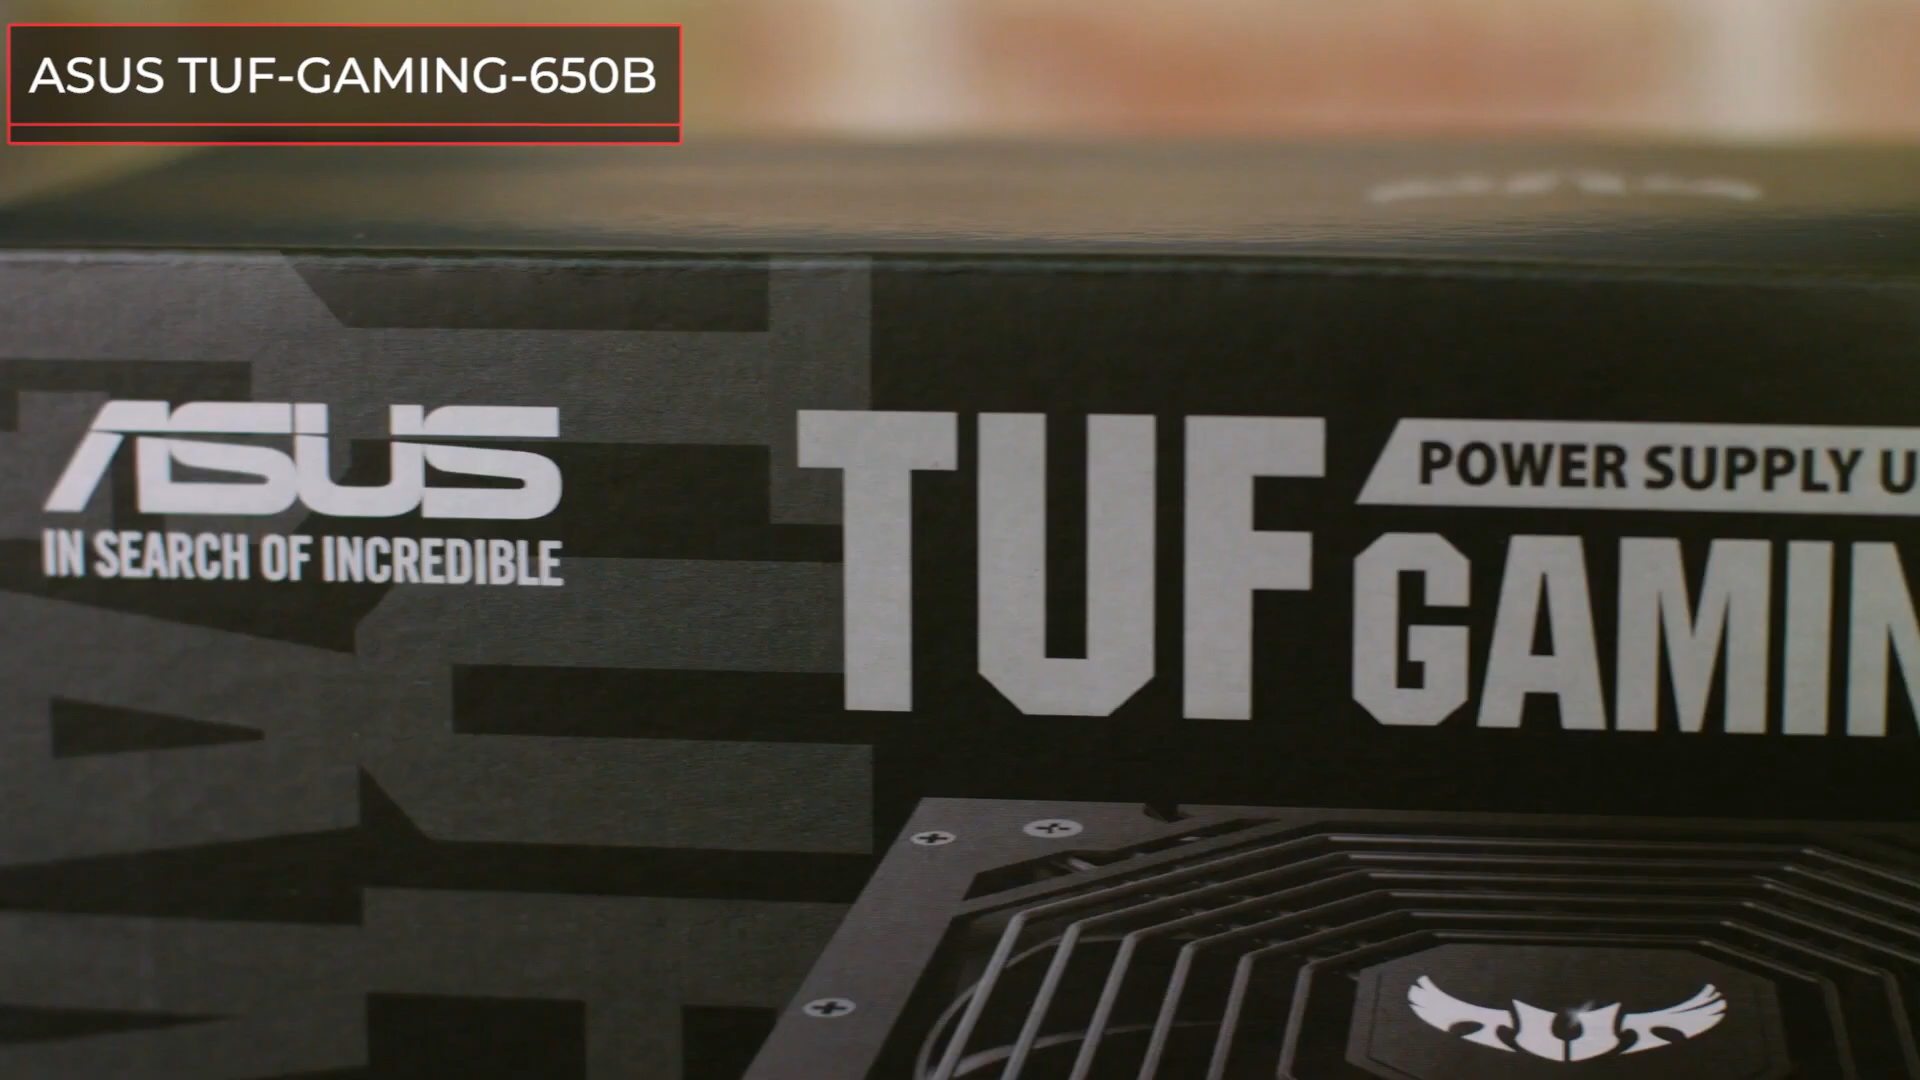 ASUS TUF-GAMING-650B
ASUS
IN SEARCH OF INCREDIBLE
TUF
POWER SUPPLY U
GAMIN